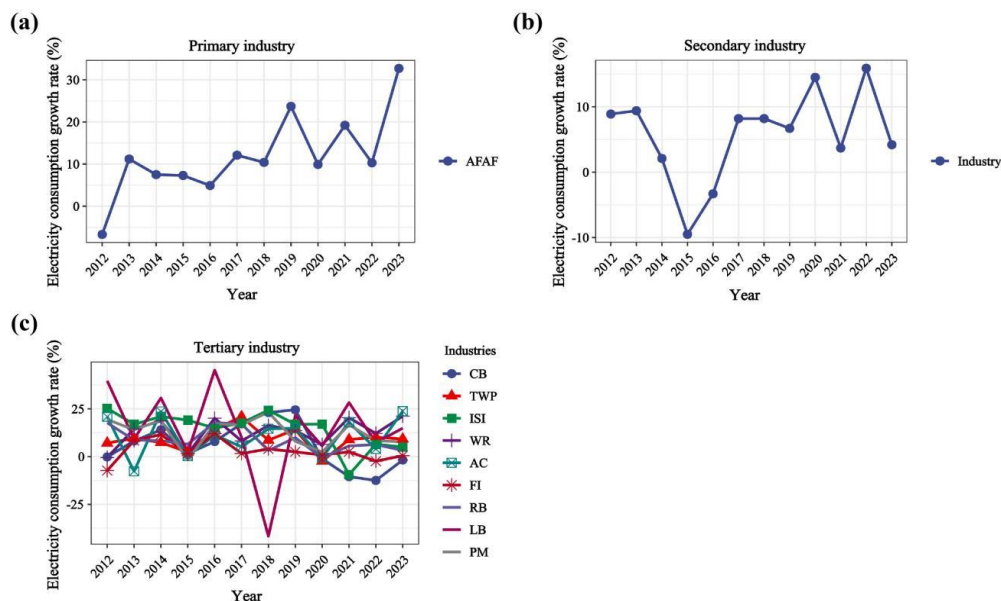 (a)
Primary industry
Electricity consumption growth rate (%)
30
20
10
0
2012
2013
2014
2015
2016
2017
2018
2019
2020
2021
2022
2023
Year
AFAF
(b)
Secondary industry
Electricity consumption growth rate (%)
10
0
-10
2012
2013
2014
2015
2016
2017
2018
2019
2020
2021
2022
2023
Year
Industry
(c)
Tertiary industry
Electricity consumption growth rate (%)
25
0
-25
2012
2013
2014
2015
2016
2017
2018
2019
2020
2021
2022
2023
Year
Industries
CB
TWP
ISI
WR
AC
FI
RB
LB
PM